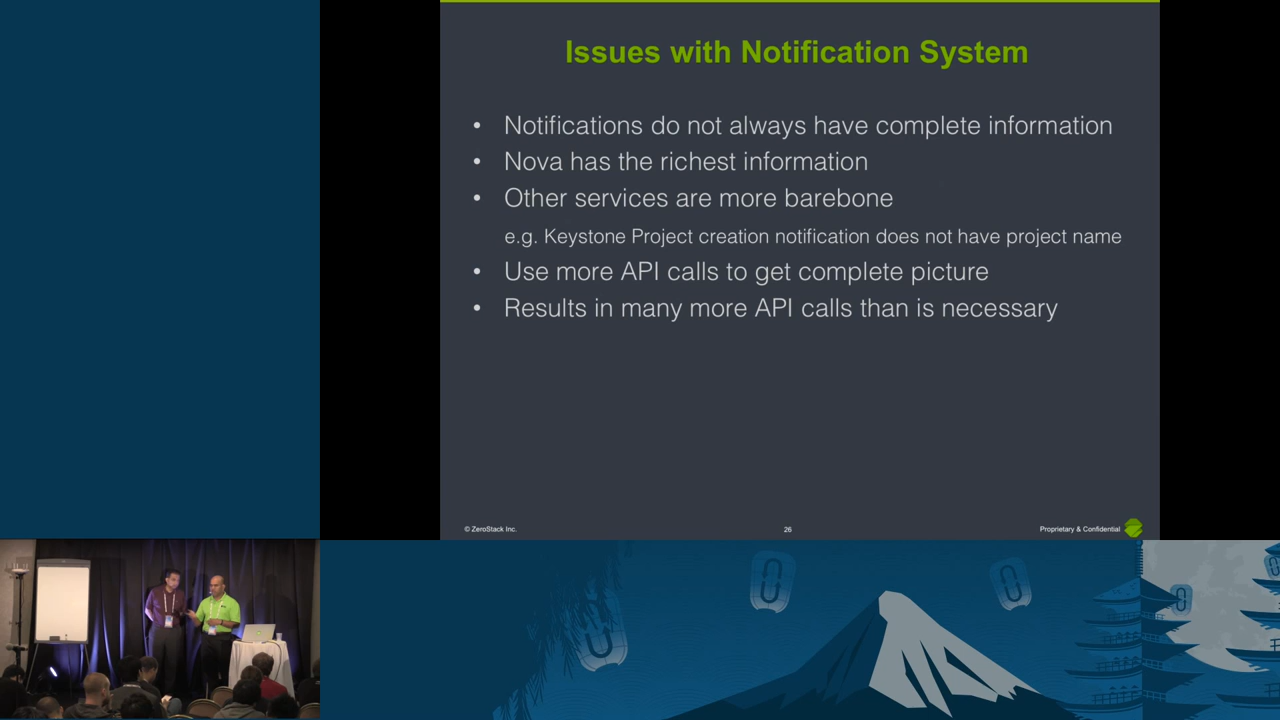 Issues with Notification System
• Notifications do not always have complete information
• Nova has the richest information
• Other services are more barebone
e.g. Keystone Project creation notification does not have project name
• Use more API calls to get complete picture
• Results in many more API calls than is necessary
© ZeroStack Inc.
26
Proprietary & Confidential